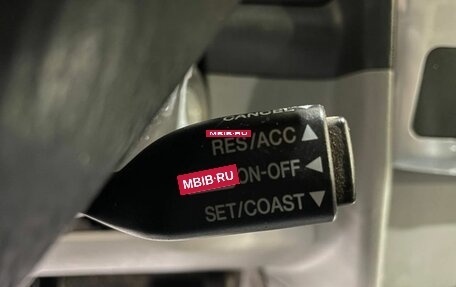 CANCEL
MBIB.RU
RES/ACC ▲
MBIB.RU
ON-OFF ◀
SET/COAST ▼